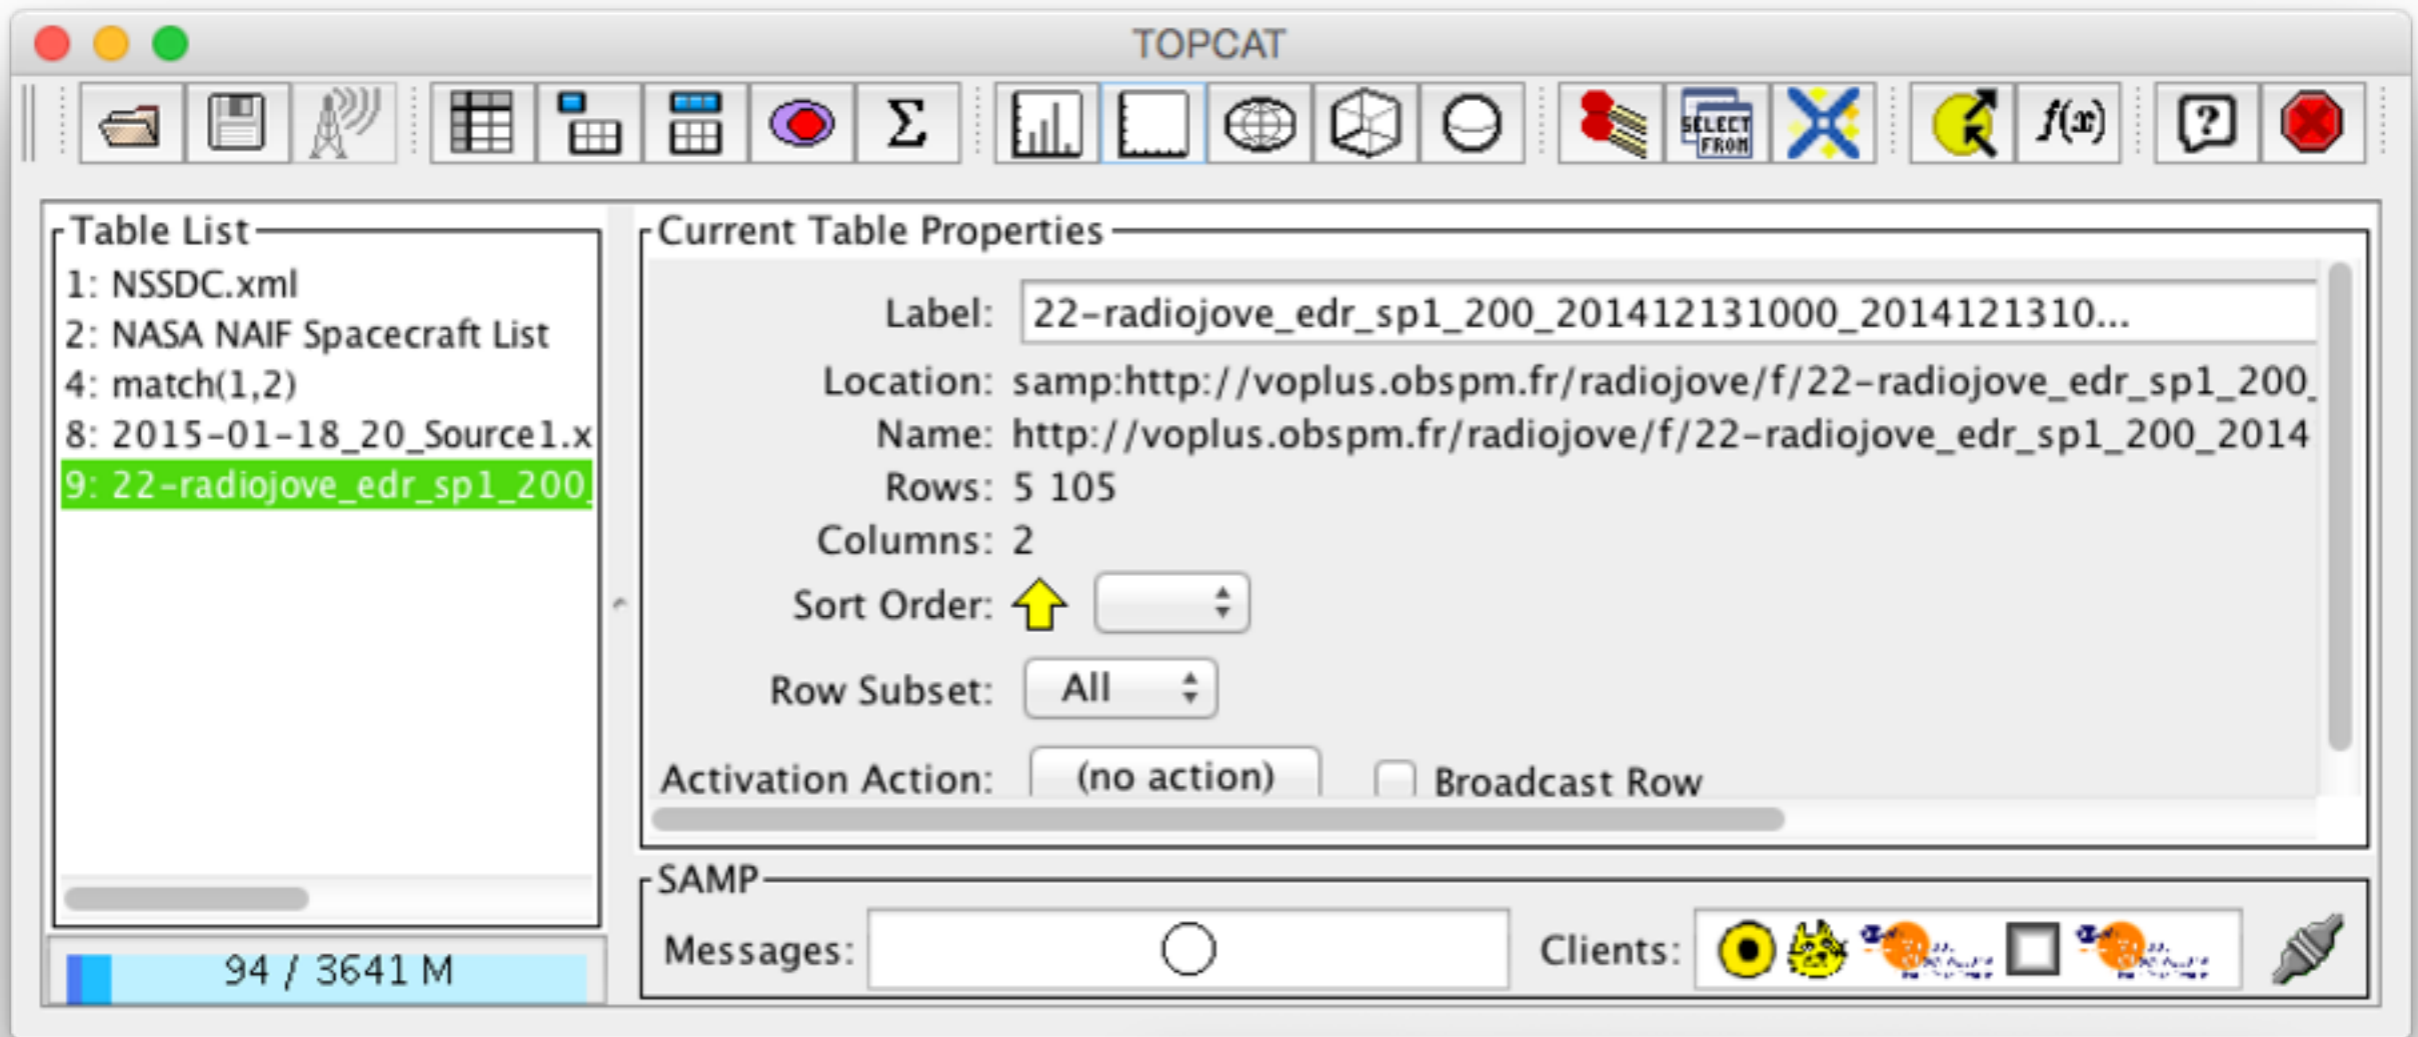 TOPCAT
SELECT
FROM
f(x)
?
Table List
1: NSSDC.xml
2: NASA NAIF Spacecraft List
4: match(1,2)
8: 2015-01-18_20_Source1.x
9: 22-radiojove_edr_sp1_200_
94 / 3641 M
Current Table Properties
Label: 22-radiojove_edr_sp1_200_201412131000_2014121310...
Location: samp:http://voplus.obspm.fr/radiojove/f/22-radiojove_edr_sp1_200_
Name: http://voplus.obspm.fr/radiojove/f/22-radiojove_edr_sp1_200_2014
Rows: 5 105
Columns: 2
Sort Order:
Row Subset: All
Activation Action: (no action) Broadcast Row
SAMP
Messages: Clients: